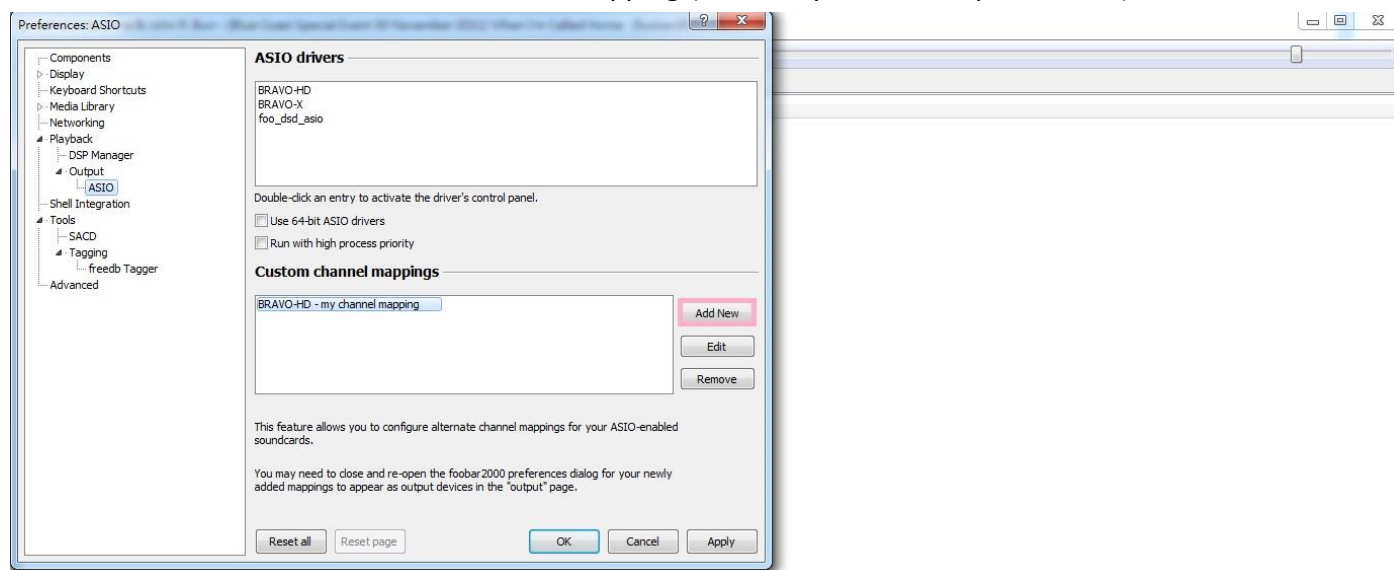 Preferences: ASIO
Components
Display
Keyboard Shortcuts
Media Library
Networking
Playback
DSP Manager
Output
ASIO
Shell Integration
Tools
SACD
Tagging
freedb Tagger
Advanced
ASIO drivers
BRAVO-HD
BRAVO-X
foo_dsd_asio
Double-click an entry to activate the driver's control panel.
Use 64-bit ASIO drivers
Run with high process priority
Custom channel mappings
BRAVO-HD - my channel mapping
Add New
Edit
Remove
This feature allows you to configure alternate channel mappings for your ASIO-enabled
soundcards.
You may need to close and re-open the foobar2000 preferences dialog for your newly
added mappings to appear as output devices in the "output" page.
Reset all
Reset page
OK
Cancel
Apply